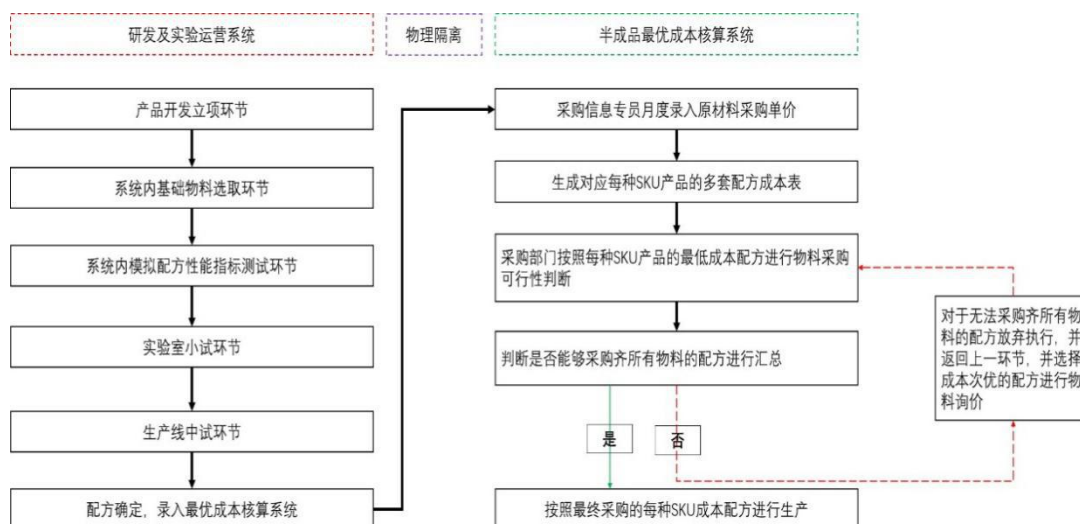 研发及实验运营系统
物理隔离
半成品最优成本核算系统
产品开发立项环节
系统内基础物料选取环节
系统内模拟配方性能指标测试环节
实验室小试环节
生产线中试环节
配方确定，录入最优成本核算系统
采购信息专员月度录入原材料采购单价
生成对应每种SKU产品的多套配方成本表
采购部门按照每种SKU产品的最低成本配方进行物料采购
可行性判断
判断是否能够采购齐所有物料的配方进行汇总
是
否
按照最终采购的每种SKU成本配方进行生产
对于无法采购齐所有物
料的配方放弃执行，并
返回上一环节，并选择
成本次优的配方进行物
料询价